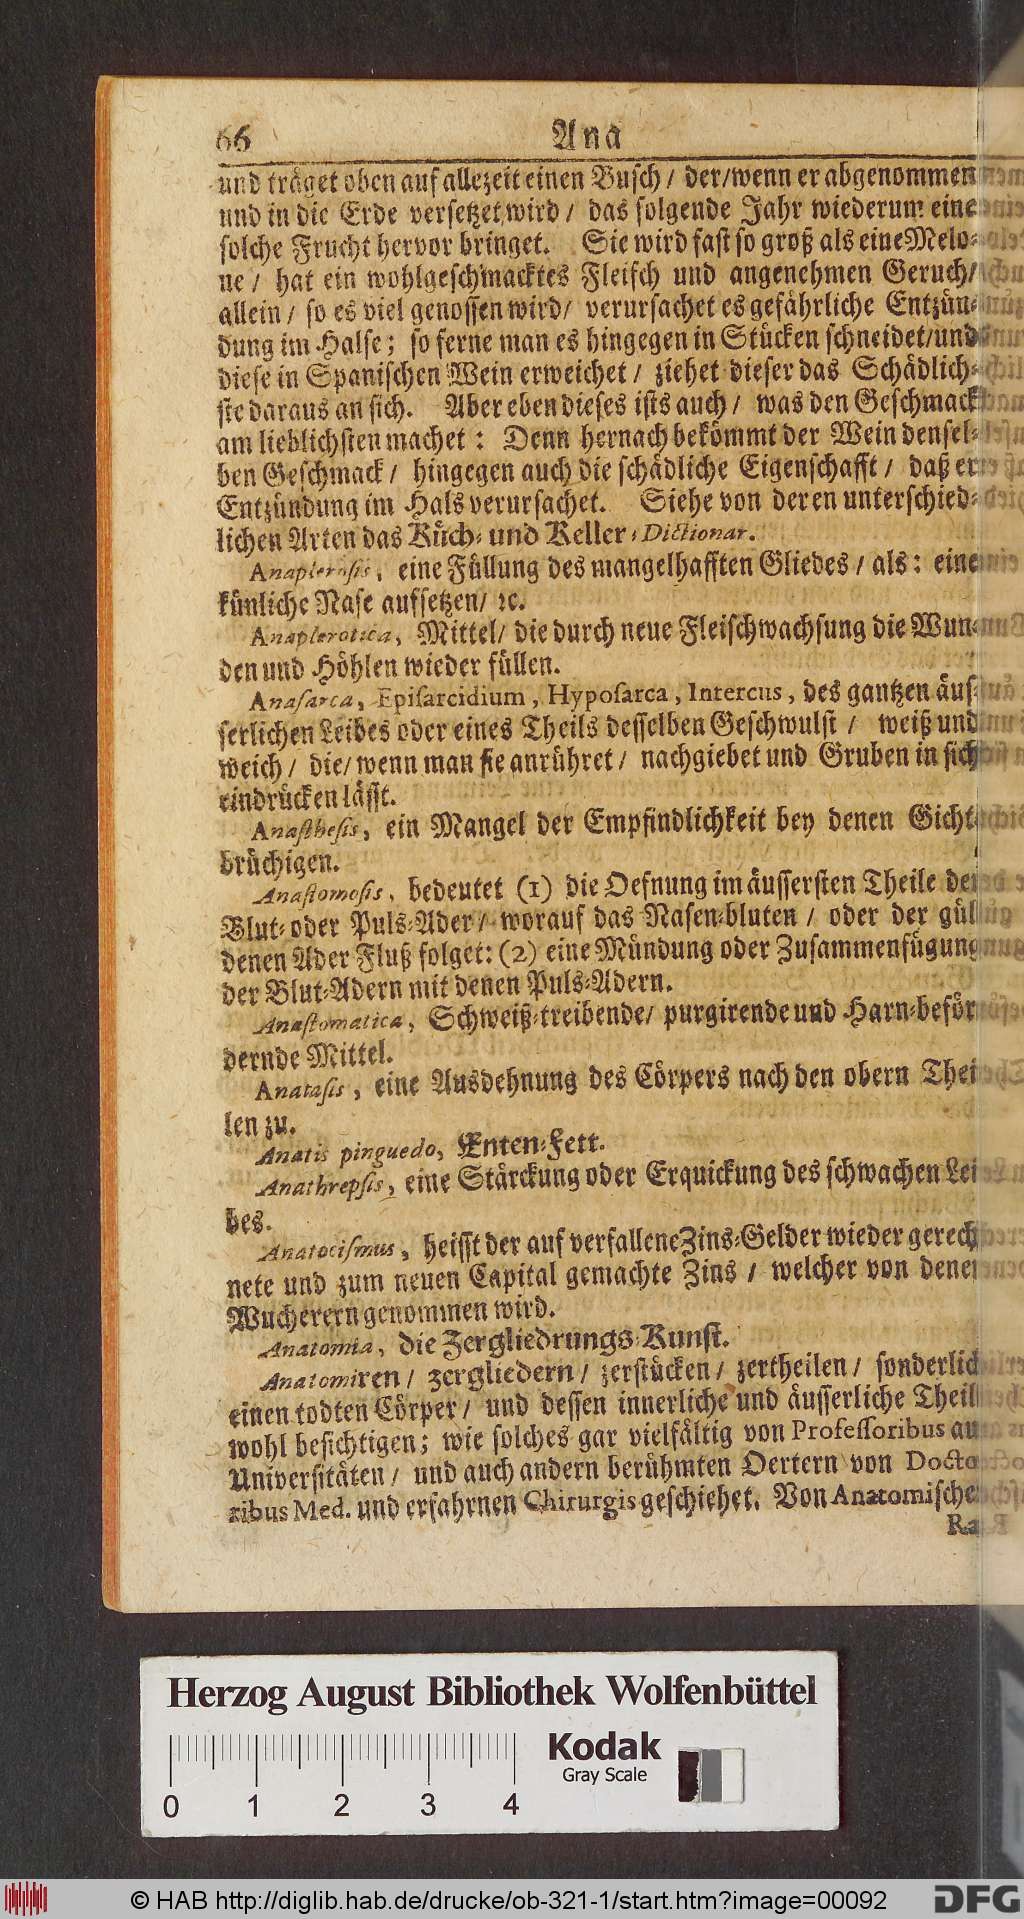 66 Ana
und träget oben auf allezeit einen Busch / der/wenn er abgenommen
und in die Erde versetzet wird / das folgende Jahr wiederum eine
solche Frucht hervor bringet. Sie wird fast so groß als eine Melo-
ne / hat ein wohlgeschmacktes Fleisch und angenehmen Geruch/
allein / so es viel genossen wird/ verursachet es gefährliche Entzün-
dung im Halse; so ferne man es hingegen in Stücken schneidet/und
diese in Spanischen Wein erweichet / ziehet dieser das Schädlich-
ste daraus an sich. Aber eben dieses ists auch / was den Geschmack
am lieblichsten machet : Denn hernach bekömmt der Wein densel-
ben Geschmack / hingegen auch die schädliche Eigenschafft / daß er
Entzündung im Hals verursachet. Siehe von deren unterschied-
lichen Arten das Küch- und Keller-Dictionar.
Anaplerosis, eine Füllung des mangelhafften Gliedes / als: eine
künliche Nase aufsetzen/ ꝛc.
Anaplerotica, Mittel/ die durch neue Fleischwachsung die Wun-
den und Höhlen wieder füllen.
Anasarca, Episarcidium, Hyposarca, Intercus, des gantzen äus-
serlichen Leibes oder eines Theils desselben Geschwulst / weiß und
weich / die/wenn man sie anrühret / nachgiebet und Gruben in sich
eindrücken lässt.
Anasthesis, ein Mangel der Empfindlichkeit bey denen Gicht-
brüchigen.
Anastomosis, bedeutet (1) die Oefnung im äussersten Theile der
Blut- oder Puls-Ader / worauf das Nasen-bluten / oder der gül-
denen Ader Fluß folget: (2) eine Mündung oder Zusammenfügung
der Blut-Adern mit denen Puls-Adern.
Anastomatica, Schweiß-treibende/ purgirende und Harn-beför-
dernde Mittel.
Anatasis, eine Ausdehnung des Cörpers nach den obern Thei-
len zu.
Anatis pinguedo, Enten-Fett.
Anathrepsis, eine Stärckung oder Erquickung des schwachen Lei-
bes.
Anatocismus, heisst der auf verfallene Zins-Gelder wieder gerech-
nete und zum neuen Capital gemachte Zins / welcher von denen
Wucherern genommen wird.
Anatomia, die Zergliedrungs-Kunst.
Anatomiren / zergliedern / zerstücken / zertheilen / sonderlich
einen todten Cörper / und dessen innerliche und äusserliche Theil
wohl besichtigen; wie solches gar vielfältig von Professoribus auf
Universitäten / und auch andern berühmten Oertern von Docto-
ribus Med. und erfahrnen Chirurgis geschiehet. Von Anatomische
Ra
Herzog August Bibliothek Wolfenbüttel
Kodak
Gray Scale
0 1 2 3 4
© HAB http://diglib.hab.de/drucke/ob-321-1/start.htm?image=00092
DFG